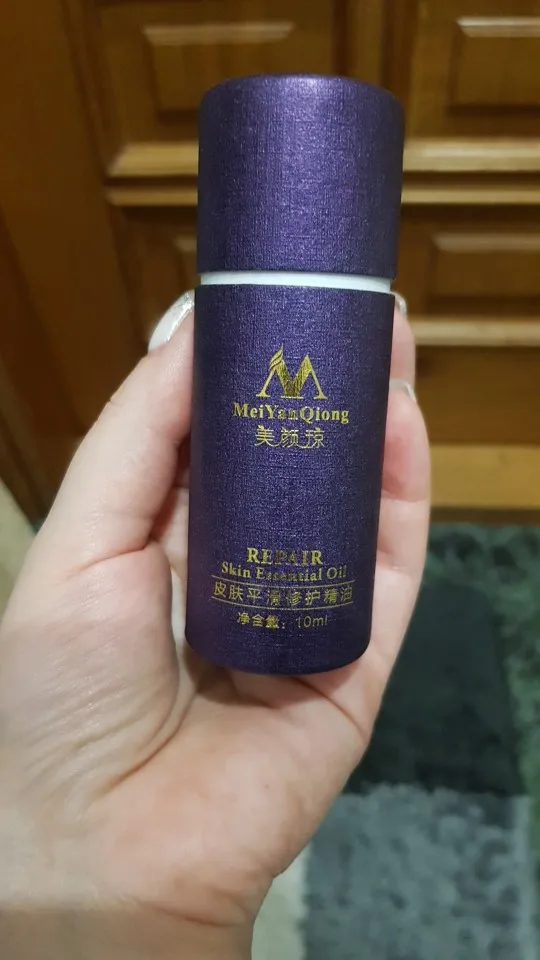 MeiYanQiong
美颜琼
REPAIR
Skin Essential Oil
皮肤平滑修护精油
净含量: 10ml